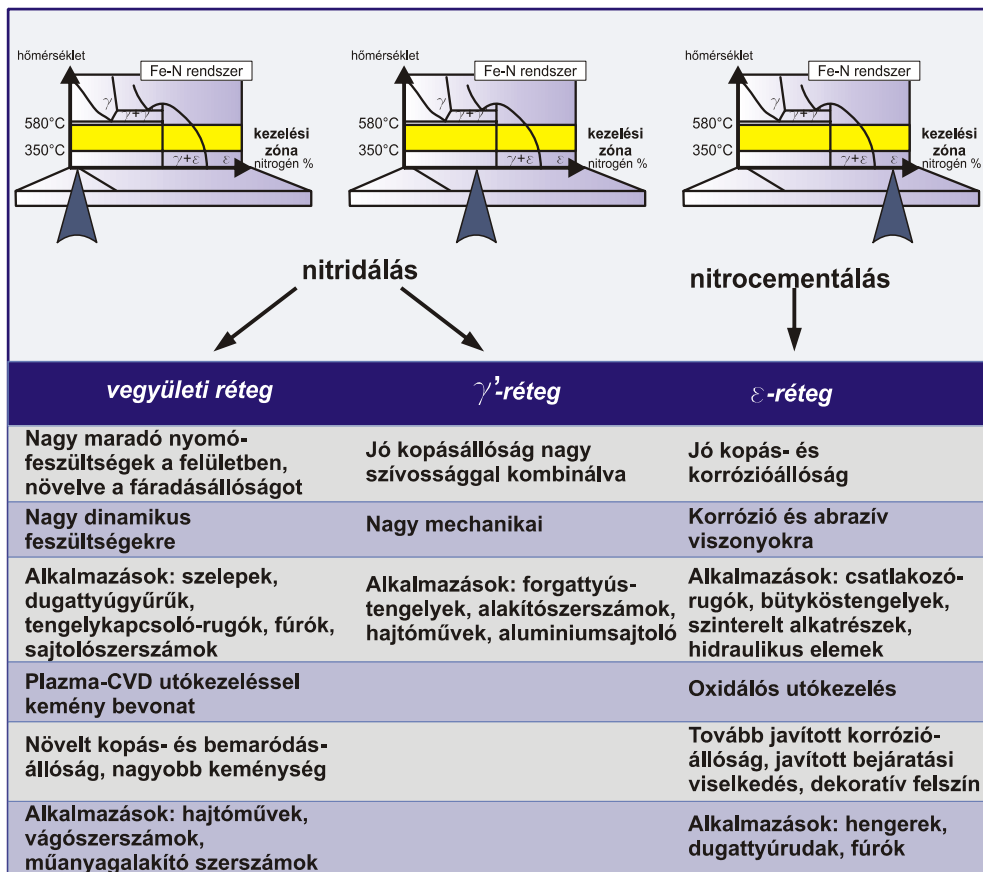 hőmérséklet
Fe-N rendszer
γ
γ+γ'
580°C
350°C
kezelési
zóna
nitrogén %
γ+ε
ε
hőmérséklet
Fe-N rendszer
γ
γ+γ'
580°C
350°C
kezelési
zóna
nitrogén %
γ+ε
ε
hőmérséklet
Fe-N rendszer
γ
γ+γ'
580°C
350°C
kezelési
zóna
nitrogén %
γ+ε
ε
nitridálás
nitrocementálás
vegyületi réteg
γ'-réteg
ε-réteg
Nagy maradó nyomó-
feszültségek a felületben,
növelve a fáradásállóságot
Jó kopásállóság nagy
szívossággal kombinálva
Jó kopás- és
korrózióállóság
Nagy dinamikus
feszültségekre
Nagy mechanikai
Korrózió és abrazív
viszonyokra
Alkalmazások: szelepek,
dugattyúgyűrűk,
tengelykapcsoló-rugók, fúrók,
sajtolószerszámok
Alkalmazások: forgattyús-
tengelyek, alakítószerszámok,
hajtóművek, aluminiumsajtoló
Alkalmazások: csatlakozó-
rugók, bütyköstengelyek,
szinterelt alkatrészek,
hidraulikus elemek
Plazma-CVD utókezeléssel
kemény bevonat
Oxidálós utókezelés
Növelt kopás- és bemaródás-
állóság, nagyobb keménység
Tovább javított korrózió-
állóság, javított bejáratási
viselkedés, dekoratív felszín
Alkalmazások: hajtóművek,
vágószerszámok,
műanyagalakító szerszámok
Alkalmazások: hengerek,
dugattyúrudak, fúrók